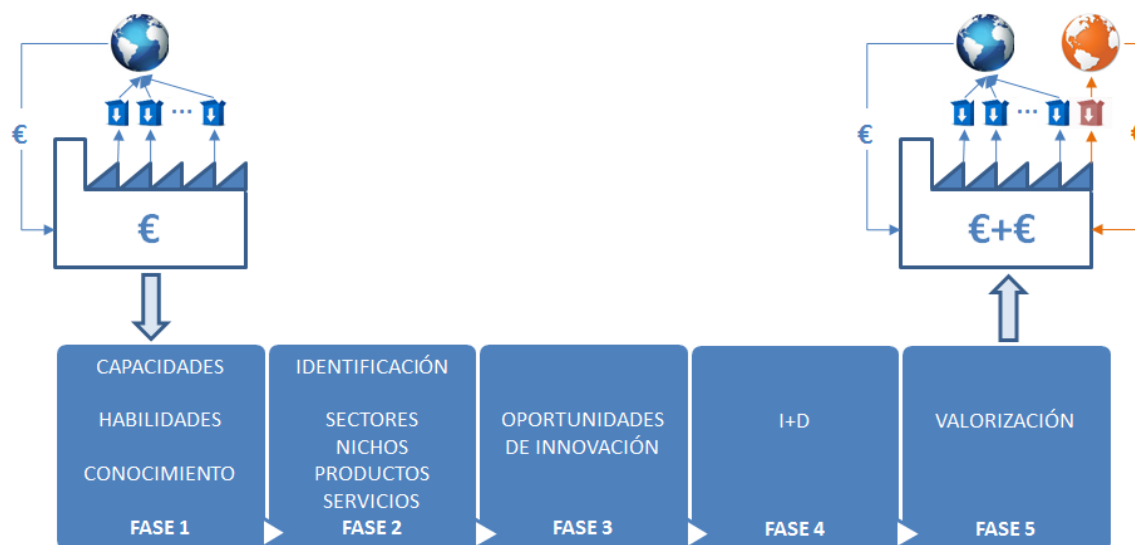 €
€
€
€
€+€
...
...
CAPACIDADES
HABILIDADES
CONOCIMIENTO
FASE 1
IDENTIFICACIÓN
SECTORES
NICHOS
PRODUCTOS
SERVICIOS
FASE 2
OPORTUNIDADES
DE INNOVACIÓN
FASE 3
I+D
FASE 4
VALORIZACIÓN
FASE 5